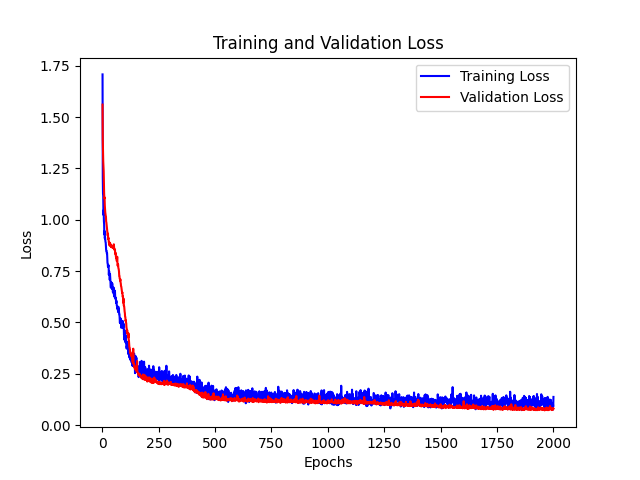 Training and Validation Loss
1.75
1.50
1.25
1.00
0.75
0.50
0.25
0.00
Loss
Training Loss
Validation Loss
0 250 500 750 1000 1250 1500 1750 2000
Epochs